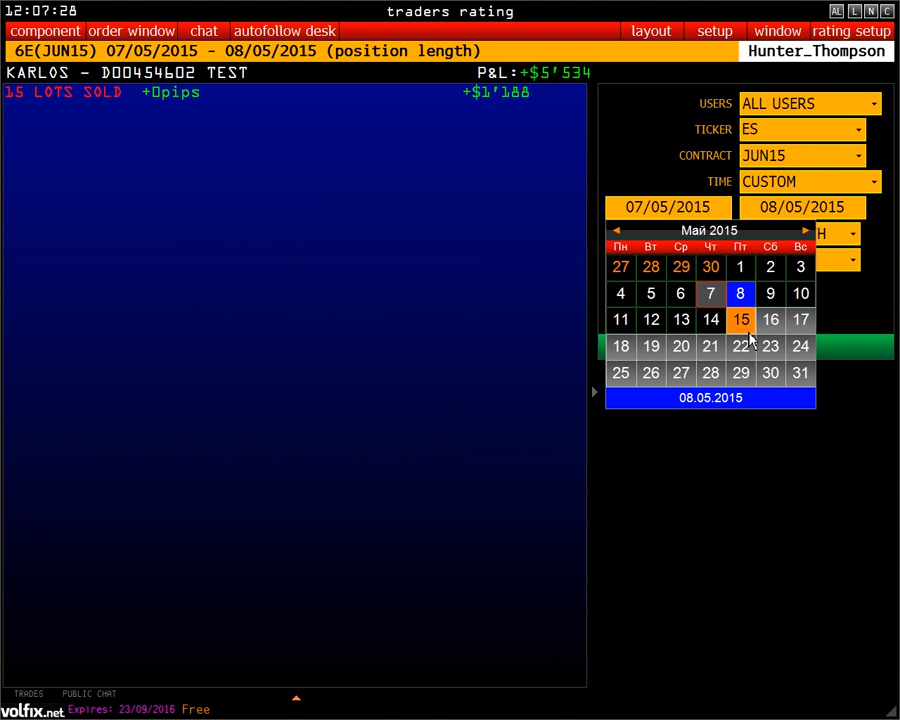 12:07:28 traders rating AL L N C
component order window chat autofollow desk layout setup window rating setup
6E(JUN15) 07/05/2015 - 08/05/2015 (position length) Hunter_Thompson
KARLOS - D00454602 TEST P&L:+$5'534
15 LOTS SOLD +0pips +$1'188
USERS ALL USERS
TICKER ES
CONTRACT JUN15
TIME CUSTOM
07/05/2015 08/05/2015
Май 2015
H
Пн Вт Ср Чт Пт Сб Вс
27 28 29 30 1 2 3
4 5 6 7 8 9 10
11 12 13 14 15 16 17
18 19 20 21 22 23 24
25 26 27 28 29 30 31
08.05.2015
TRADES PUBLIC CHAT
volfix.net Expires: 23/09/2016 Free